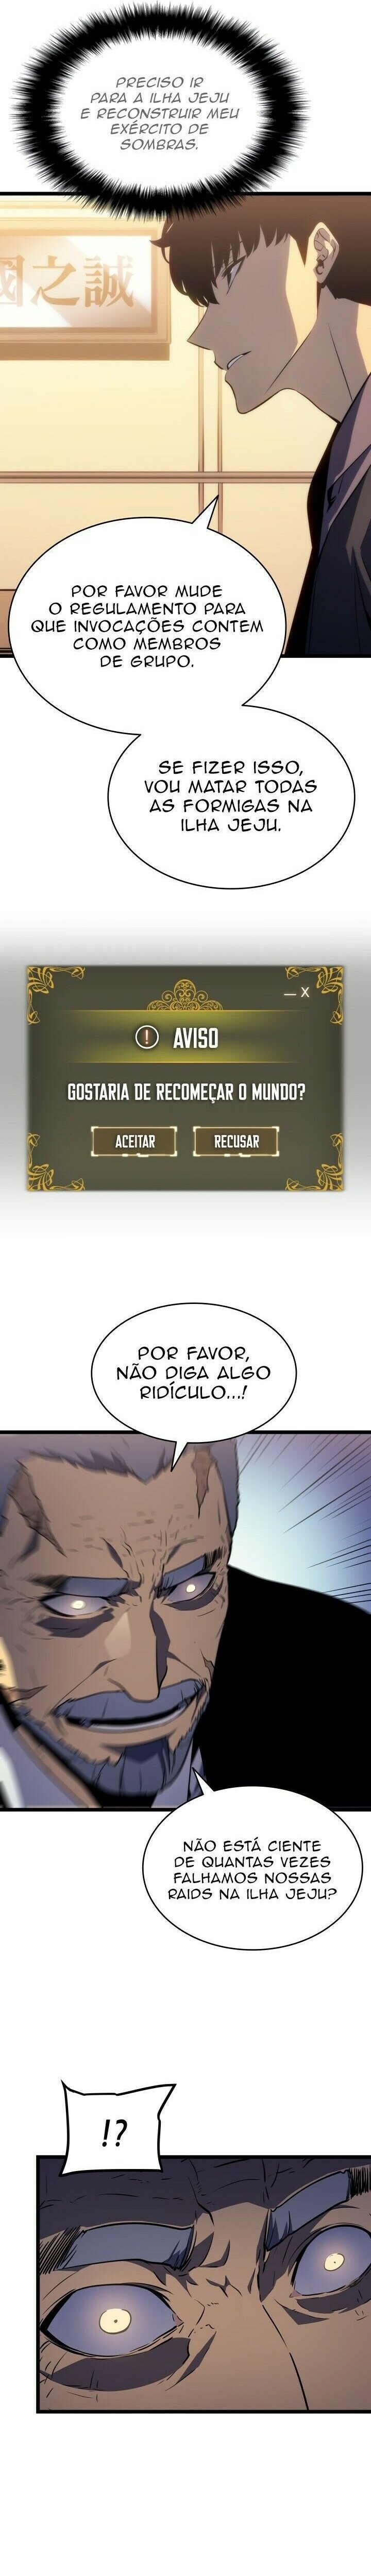 PRECISO IR
PARA A ILHA JEJU
E RECONSTRUIR MEU
EXÉRCITO DE
SOMBRAS.
國之誠
POR FAVOR MUDE
O REGULAMENTO PARA
QUE INVOCAÇÕES CONTEM
COMO MEMBROS
DE GRUPO.
SE FIZER ISSO,
VOU MATAR TODAS
AS FORMIGAS NA
ILHA JEJU.
— X
! AVISO
GOSTARIA DE RECOMEÇAR O MUNDO?
ACEITAR RECUSAR
POR FAVOR,
NÃO DIGA ALGO
RIDÍCULO...!
NÃO ESTÁ CIENTE
DE QUANTAS VEZES
FALHAMOS NOSSAS
RAIDS NA ILHA JEJU?
!?